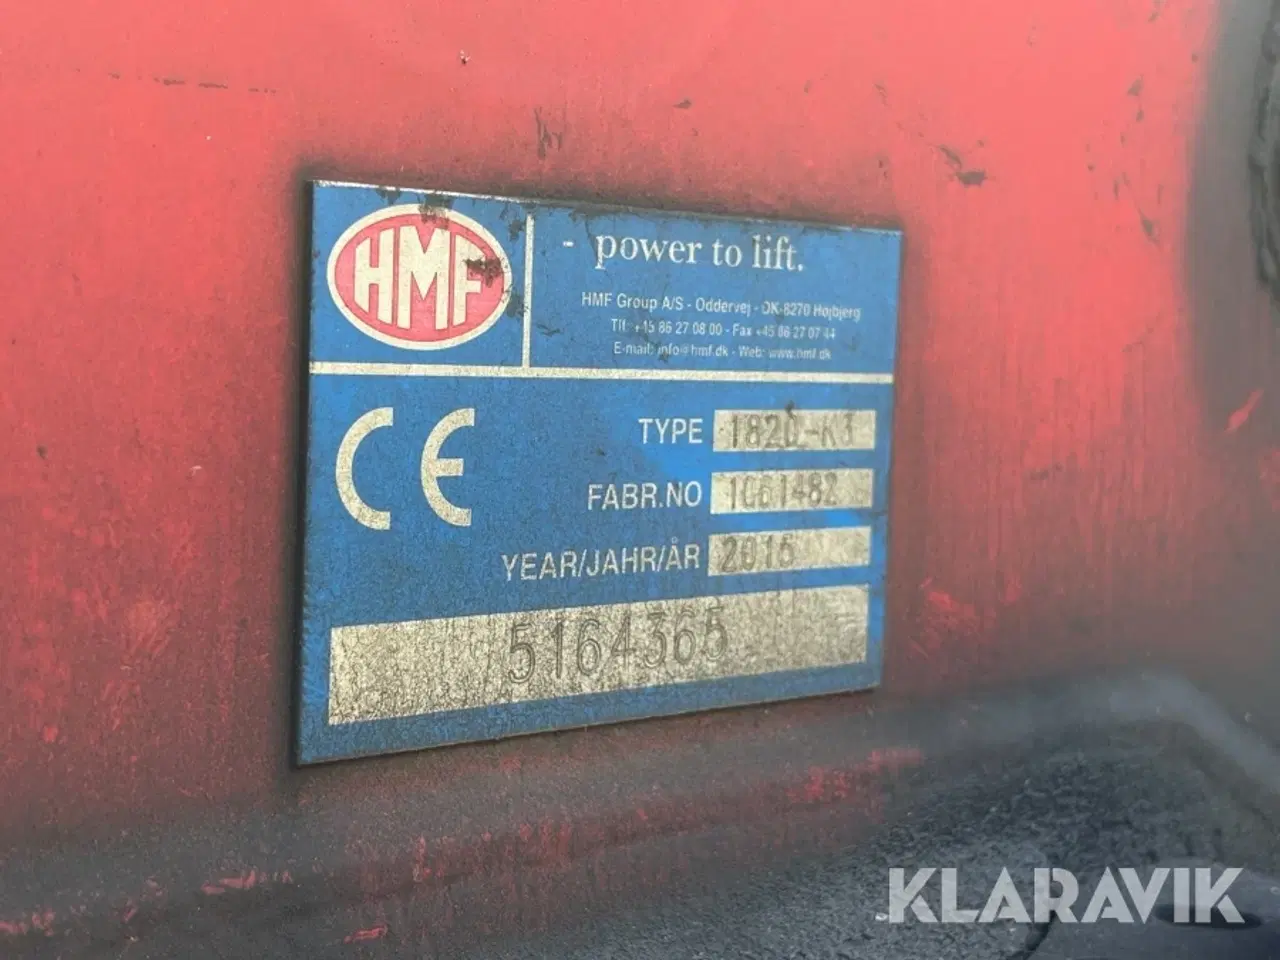 HMF
- power to lift.
HMF Group A/S - Oddervej - DK-8270 Højbjerg
Tlf. +45 86 27 08 00 - Fax +45 86 27 07 44
E-mail: info@hmf.dk - Web: www.hmf.dk
CE
TYPE 1820-K3
FABR.NO 1061482
YEAR/JAHR/ÅR 2015
5164365
KLARAVIK